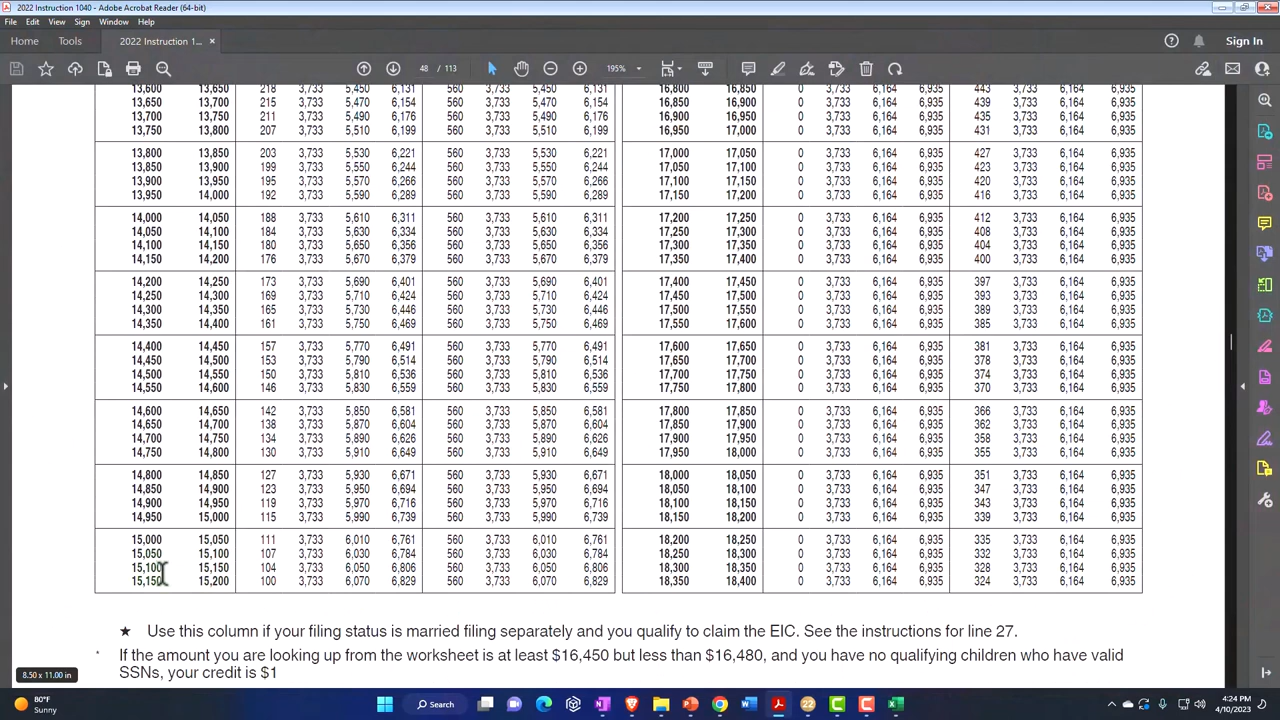 2022 Instruction 1040 - Adobe Acrobat Reader (64-bit)
File Edit View Sign Window Help
Home Tools 2022 Instruction 1... × Sign In
48 / 113 195%
13,600 13,650 218 3,733 5,450 6,131 560 3,733 5,450 6,131 16,800 16,850 0 3,733 6,164 6,935 443 3,733 6,164 6,935
13,650 13,700 215 3,733 5,470 6,154 560 3,733 5,470 6,154 16,850 16,900 0 3,733 6,164 6,935 439 3,733 6,164 6,935
13,700 13,750 211 3,733 5,490 6,176 560 3,733 5,490 6,176 16,900 16,950 0 3,733 6,164 6,935 435 3,733 6,164 6,935
13,750 13,800 207 3,733 5,510 6,199 560 3,733 5,510 6,199 16,950 17,000 0 3,733 6,164 6,935 431 3,733 6,164 6,935
13,800 13,850 203 3,733 5,530 6,221 560 3,733 5,530 6,221 17,000 17,050 0 3,733 6,164 6,935 427 3,733 6,164 6,935
13,850 13,900 199 3,733 5,550 6,244 560 3,733 5,550 6,244 17,050 17,100 0 3,733 6,164 6,935 423 3,733 6,164 6,935
13,900 13,950 195 3,733 5,570 6,266 560 3,733 5,570 6,266 17,100 17,150 0 3,733 6,164 6,935 420 3,733 6,164 6,935
13,950 14,000 192 3,733 5,590 6,289 560 3,733 5,590 6,289 17,150 17,200 0 3,733 6,164 6,935 416 3,733 6,164 6,935
14,000 14,050 188 3,733 5,610 6,311 560 3,733 5,610 6,311 17,200 17,250 0 3,733 6,164 6,935 412 3,733 6,164 6,935
14,050 14,100 184 3,733 5,630 6,334 560 3,733 5,630 6,334 17,250 17,300 0 3,733 6,164 6,935 408 3,733 6,164 6,935
14,100 14,150 180 3,733 5,650 6,356 560 3,733 5,650 6,356 17,300 17,350 0 3,733 6,164 6,935 404 3,733 6,164 6,935
14,150 14,200 176 3,733 5,670 6,379 560 3,733 5,670 6,379 17,350 17,400 0 3,733 6,164 6,935 400 3,733 6,164 6,935
14,200 14,250 173 3,733 5,690 6,401 560 3,733 5,690 6,401 17,400 17,450 0 3,733 6,164 6,935 397 3,733 6,164 6,935
14,250 14,300 169 3,733 5,710 6,424 560 3,733 5,710 6,424 17,450 17,500 0 3,733 6,164 6,935 393 3,733 6,164 6,935
14,300 14,350 165 3,733 5,730 6,446 560 3,733 5,730 6,446 17,500 17,550 0 3,733 6,164 6,935 389 3,733 6,164 6,935
14,350 14,400 161 3,733 5,750 6,469 560 3,733 5,750 6,469 17,550 17,600 0 3,733 6,164 6,935 385 3,733 6,164 6,935
14,400 14,450 157 3,733 5,770 6,491 560 3,733 5,770 6,491 17,600 17,650 0 3,733 6,164 6,935 381 3,733 6,164 6,935
14,450 14,500 153 3,733 5,790 6,514 560 3,733 5,790 6,514 17,650 17,700 0 3,733 6,164 6,935 378 3,733 6,164 6,935
14,500 14,550 150 3,733 5,810 6,536 560 3,733 5,810 6,536 17,700 17,750 0 3,733 6,164 6,935 374 3,733 6,164 6,935
14,550 14,600 146 3,733 5,830 6,559 560 3,733 5,830 6,559 17,750 17,800 0 3,733 6,164 6,935 370 3,733 6,164 6,935
14,600 14,650 142 3,733 5,850 6,581 560 3,733 5,850 6,581 17,800 17,850 0 3,733 6,164 6,935 366 3,733 6,164 6,935
14,650 14,700 138 3,733 5,870 6,604 560 3,733 5,870 6,604 17,850 17,900 0 3,733 6,164 6,935 362 3,733 6,164 6,935
14,700 14,750 134 3,733 5,890 6,626 560 3,733 5,890 6,626 17,900 17,950 0 3,733 6,164 6,935 358 3,733 6,164 6,935
14,750 14,800 130 3,733 5,910 6,649 560 3,733 5,910 6,649 17,950 18,000 0 3,733 6,164 6,935 355 3,733 6,164 6,935
14,800 14,850 127 3,733 5,930 6,671 560 3,733 5,930 6,671 18,000 18,050 0 3,733 6,164 6,935 351 3,733 6,164 6,935
14,850 14,900 123 3,733 5,950 6,694 560 3,733 5,950 6,694 18,050 18,100 0 3,733 6,164 6,935 347 3,733 6,164 6,935
14,900 14,950 119 3,733 5,970 6,716 560 3,733 5,970 6,716 18,100 18,150 0 3,733 6,164 6,935 343 3,733 6,164 6,935
14,950 15,000 115 3,733 5,990 6,739 560 3,733 5,990 6,739 18,150 18,200 0 3,733 6,164 6,935 339 3,733 6,164 6,935
15,000 15,050 111 3,733 6,010 6,761 560 3,733 6,010 6,761 18,200 18,250 0 3,733 6,164 6,935 335 3,733 6,164 6,935
15,050 15,100 107 3,733 6,030 6,784 560 3,733 6,030 6,784 18,250 18,300 0 3,733 6,164 6,935 332 3,733 6,164 6,935
15,100 15,150 104 3,733 6,050 6,806 560 3,733 6,050 6,806 18,300 18,350 0 3,733 6,164 6,935 328 3,733 6,164 6,935
15,150 15,200 100 3,733 6,070 6,829 560 3,733 6,070 6,829 18,350 18,400 0 3,733 6,164 6,935 324 3,733 6,164 6,935
★ Use this column if your filing status is married filing separately and you qualify to claim the EIC. See the instructions for line 27.
* If the amount you are looking up from the worksheet is at least $16,450 but less than $16,480, and you have no qualifying children who have valid
SSNs, your credit is $1
8.50 x 11.00 in
80°F
Sunny
Search
4:24 PM
4/10/2023